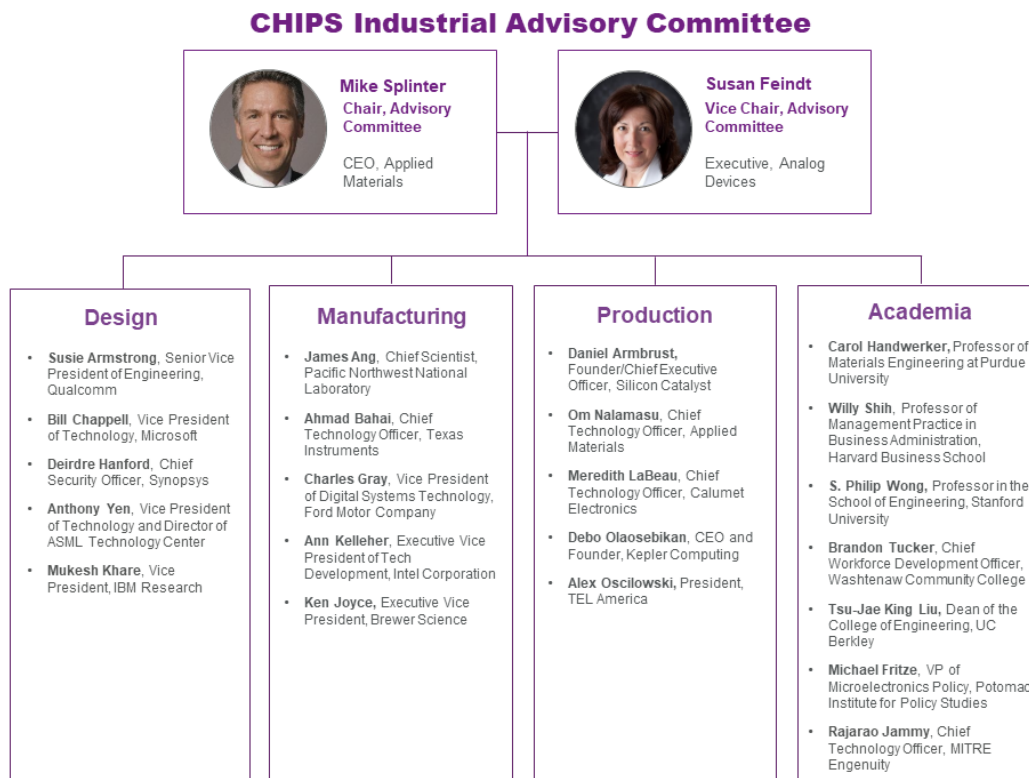 CHIPS Industrial Advisory Committee
Mike Splinter
Chair, Advisory
Committee
CEO, Applied
Materials
Susan Feindt
Vice Chair, Advisory
Committee
Executive, Analog
Devices
Design
• Susie Armstrong, Senior Vice
President of Engineering,
Qualcomm
• Bill Chappell, Vice President
of Technology, Microsoft
• Deirdre Hanford, Chief
Security Officer, Synopsys
• Anthony Yen, Vice President
of Technology and Director of
ASML Technology Center
• Mukesh Khare, Vice
President, IBM Research
Manufacturing
• James Ang, Chief Scientist,
Pacific Northwest National
Laboratory
• Ahmad Bahai, Chief
Technology Officer, Texas
Instruments
• Charles Gray, Vice President
of Digital Systems Technology,
Ford Motor Company
• Ann Kelleher, Executive Vice
President of Tech
Development, Intel Corporation
• Ken Joyce, Executive Vice
President, Brewer Science
Production
• Daniel Armbrust,
Founder/Chief Executive
Officer, Silicon Catalyst
• Om Nalamasu, Chief
Technology Officer, Applied
Materials
• Meredith LaBeau, Chief
Technology Officer, Calumet
Electronics
• Debo Olaosebikan, CEO and
Founder, Kepler Computing
• Alex Oscilowski, President,
TEL America
Academia
• Carol Handwerker, Professor of
Materials Engineering at Purdue
University
• Willy Shih, Professor of
Management Practice in
Business Administration,
Harvard Business School
• S. Philip Wong, Professor in the
School of Engineering, Stanford
University
• Brandon Tucker, Chief
Workforce Development Officer,
Washtenaw Community College
• Tsu-Jae King Liu, Dean of the
College of Engineering, UC
Berkley
• Michael Fritze, VP of
Microelectronics Policy, Potomac
Institute for Policy Studies
• Rajarao Jammy, Chief
Technology Officer, MITRE
Engenuity